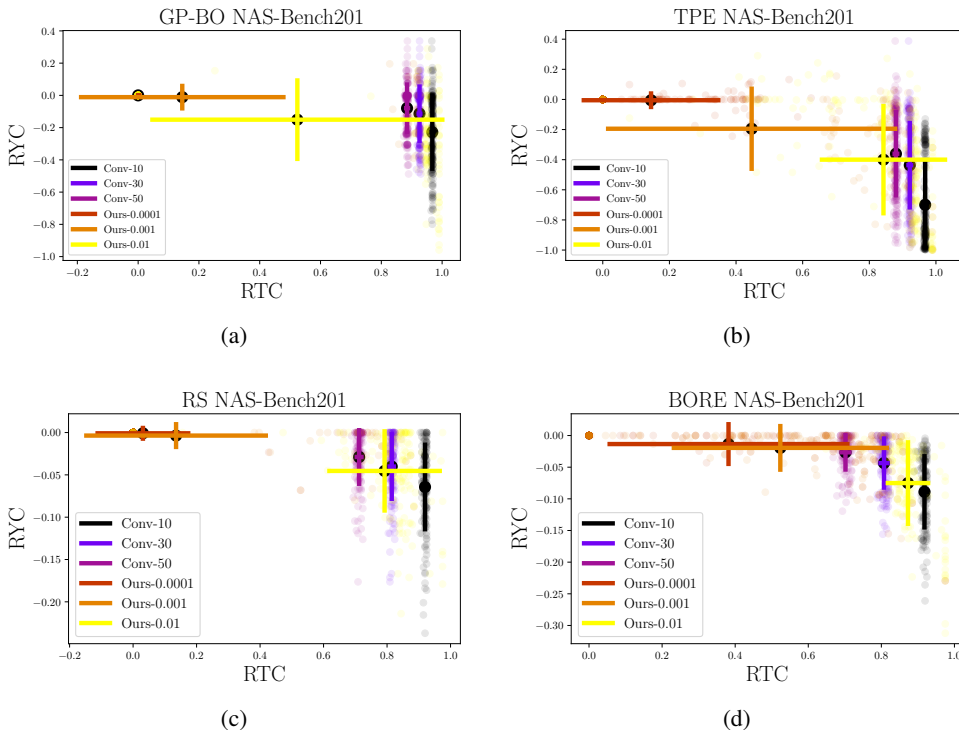 GP-BO NAS-Bench201
RYC
0.4
0.2
0.0
−0.2
−0.4
−0.6
−0.8
−1.0
Conv-10
Conv-30
Conv-50
Ours-0.0001
Ours-0.001
Ours-0.01
−0.2 0.0 0.2 0.4 0.6 0.8 1.0
RTC
(a)
TPE NAS-Bench201
RYC
0.4
0.2
0.0
−0.2
−0.4
−0.6
−0.8
−1.0
Conv-10
Conv-30
Conv-50
Ours-0.0001
Ours-0.001
Ours-0.01
0.0 0.2 0.4 0.6 0.8 1.0
RTC
(b)
RS NAS-Bench201
RYC
0.00
−0.05
−0.10
−0.15
−0.20
Conv-10
Conv-30
Conv-50
Ours-0.0001
Ours-0.001
Ours-0.01
−0.2 0.0 0.2 0.4 0.6 0.8 1.0
RTC
(c)
BORE NAS-Bench201
RYC
0.00
−0.05
−0.10
−0.15
−0.20
−0.25
−0.30
Conv-10
Conv-30
Conv-50
Ours-0.0001
Ours-0.001
Ours-0.01
0.0 0.2 0.4 0.6 0.8 1.0
RTC
(d)